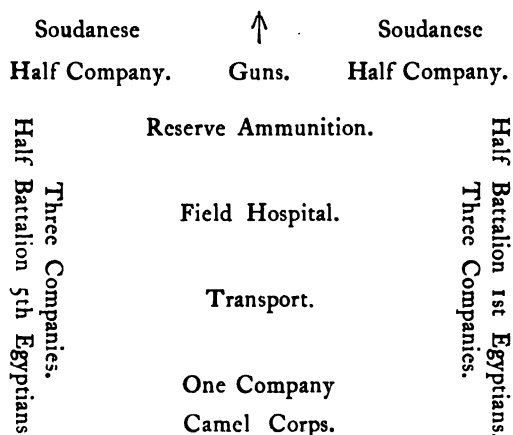 Soudanese Soudanese
Half Company. Guns. Half Company.
Reserve Ammunition.
Half Battalion 5th Egyptians
Three Companies.
Field Hospital.
Three Companies.
Half Battalion 1st Egyptians.
Transport.
One Company
Camel Corps.